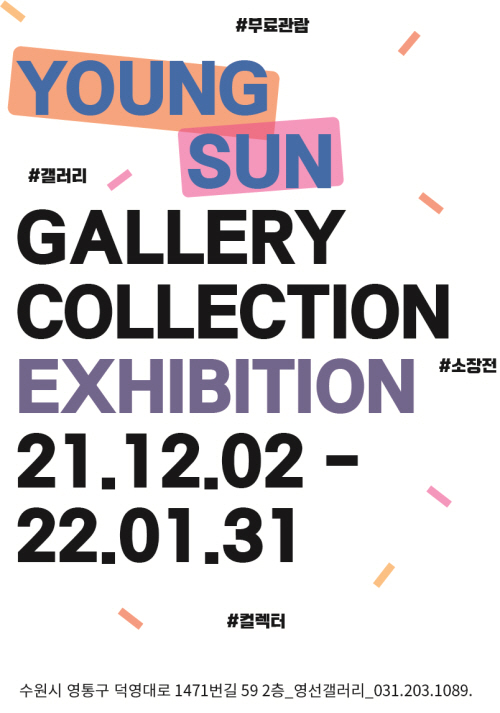 #무료관람
YOUNG
SUN
#갤러리
GALLERY
COLLECTION
EXHIBITION
#소장전
21.12.02 -
22.01.31
#컬렉터
수원시 영통구 덕영대로 1471번길 59 2층_영선갤러리_031.203.1089.